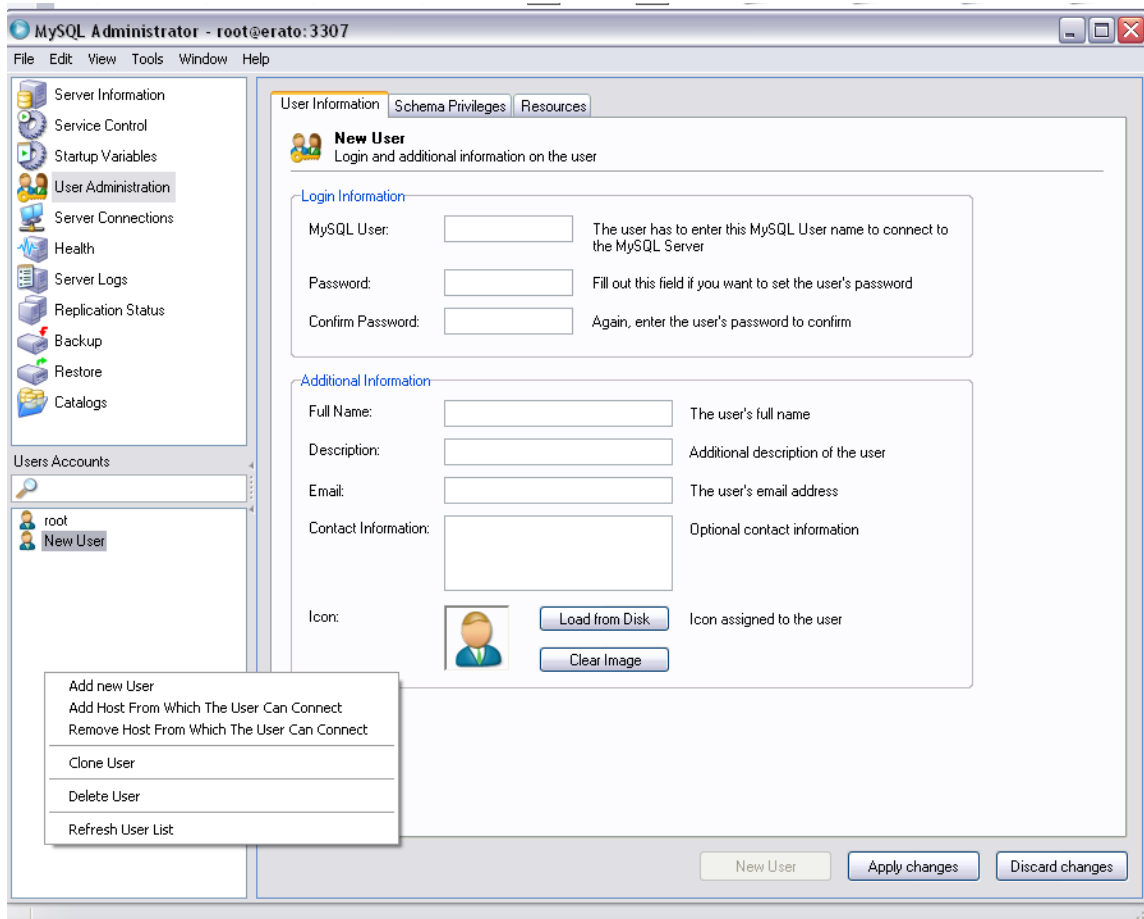 MySQL Administrator - root@erato:3307
File Edit View Tools Window Help
Server Information
Service Control
Startup Variables
User Administration
Server Connections
Health
Server Logs
Replication Status
Backup
Restore
Catalogs
Users Accounts
root
New User
Add new User
Add Host From Which The User Can Connect
Remove Host From Which The User Can Connect
Clone User
Delete User
Refresh User List
User Information Schema Privileges Resources
New User
Login and additional information on the user
Login Information
MySQL User: The user has to enter this MySQL User name to connect to
the MySQL Server
Password: Fill out this field if you want to set the user's password
Confirm Password: Again, enter the user's password to confirm
Additional Information
Full Name: The user's full name
Description: Additional description of the user
Email: The user's email address
Contact Information: Optional contact information
Icon: Load from Disk Icon assigned to the user
Clear Image
New User Apply changes Discard changes